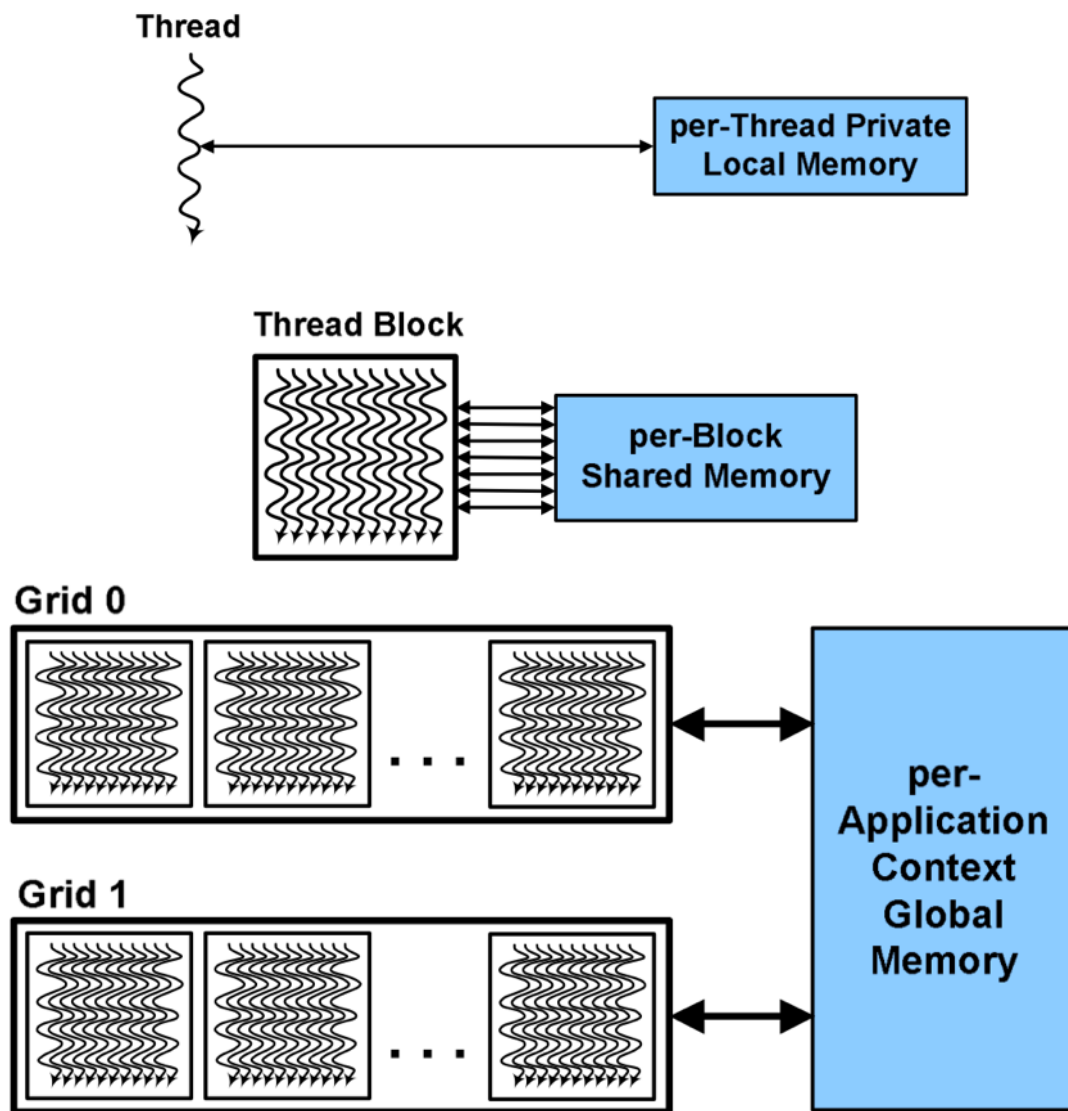 Thread
per-Thread Private
Local Memory
Thread Block
per-Block
Shared Memory
Grid 0
. . .
per-
Application
Context
Global
Memory
Grid 1
. . .